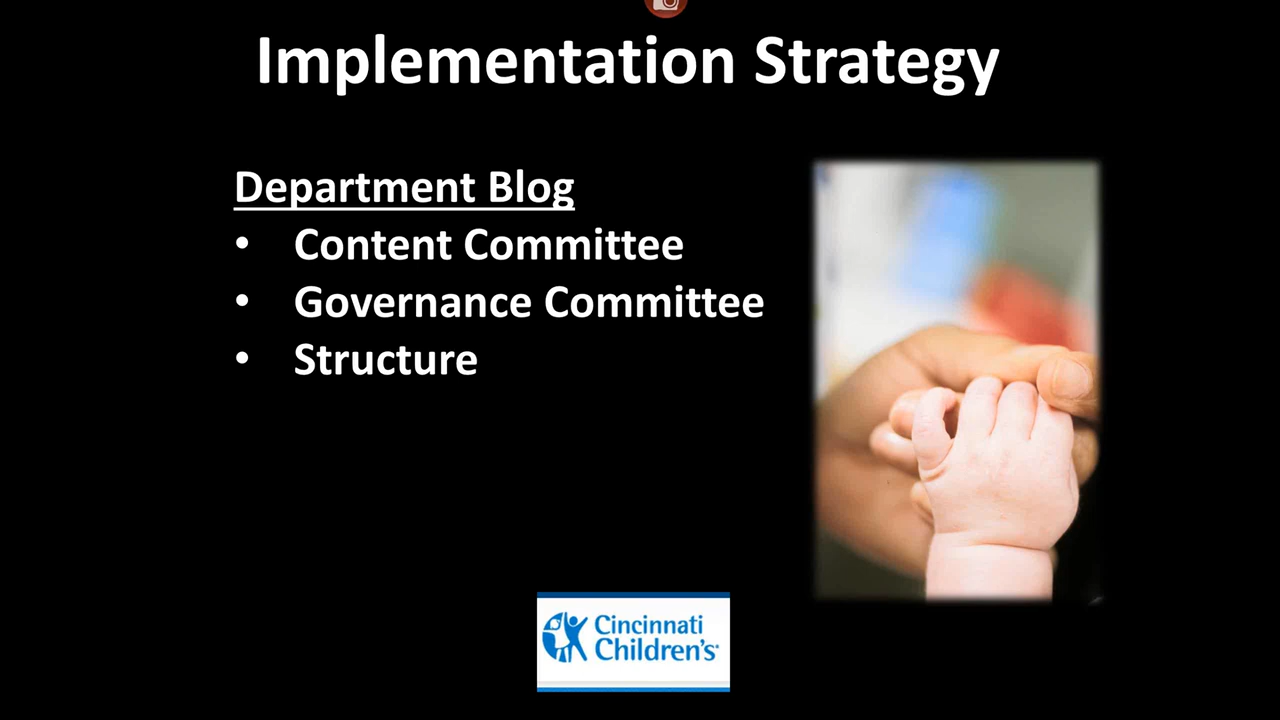 Implementation Strategy
Department Blog
• Content Committee
• Governance Committee
• Structure
Cincinnati
Children's